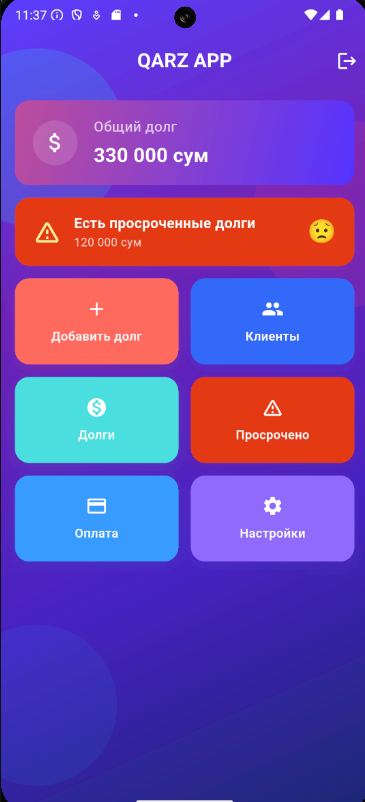 11:37
QARZ APP
$
Общий долг
330 000 сум
Есть просроченные долги
120 000 сум
Добавить долг
Клиенты
Долги
Просрочено
Оплата
Настройки